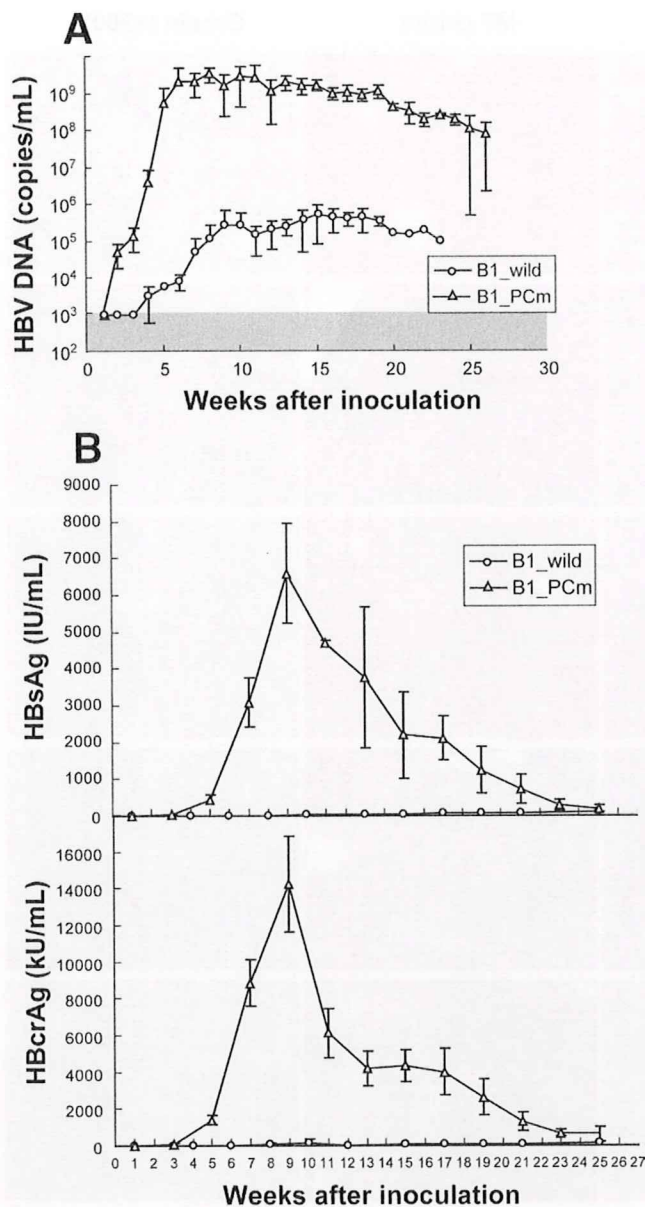 A
HBV DNA (copies/mL)
10⁹
10⁸
10⁷
10⁶
10⁵
10⁴
10³
10²
B1_wild
B1_PCm
0 5 10 15 20 25 30
Weeks after inoculation
B
HBsAg (IU/mL)
9000
8000
7000
6000
5000
4000
3000
2000
1000
0
B1_wild
B1_PCm
HBcrAg (kU/mL)
16000
14000
12000
10000
8000
6000
4000
2000
0
0 1 2 3 4 5 6 7 8 9 10 11 12 13 14 15 16 17 18 19 20 21 22 23 24 25 26 27
Weeks after inoculation